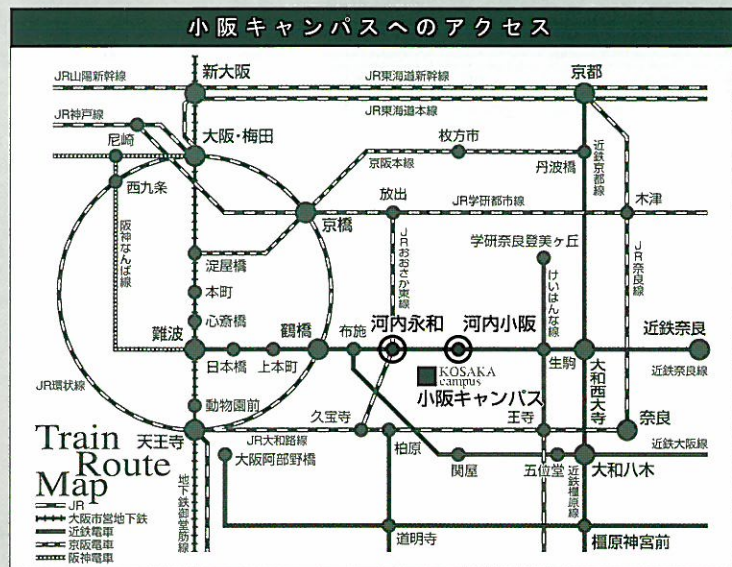 小阪キャンパスへのアクセス
JR山陽新幹線
新大阪
JR東海道新幹線
京都
JR東海道本線
JR神戸線
尼崎
大阪・梅田
枚方市
京阪本線
丹波橋
近鉄京都線
西九条
放出
JR学研都市線
木津
京橋
阪神なんば線
淀屋橋
JRおおさか東線
学研奈良登美ヶ丘
けいはんな線
JR奈良線
本町
心斎橋
難波
鶴橋
布施
河内永和
河内小阪
近鉄奈良
日本橋
上本町
生駒
大和西大寺
近鉄奈良線
KOSAKA
campus
小阪キャンパス
JR環状線
動物園前
久宝寺
王寺
奈良
天王寺
JR大和路線
柏原
近鉄大阪線
大阪阿部野橋
関屋
五位堂
大和八木
地下鉄御堂筋線
近鉄橿原線
道明寺
橿原神宮前
Train
Route
Map
JR
大阪市営地下鉄
近鉄電車
京阪電車
阪神電車